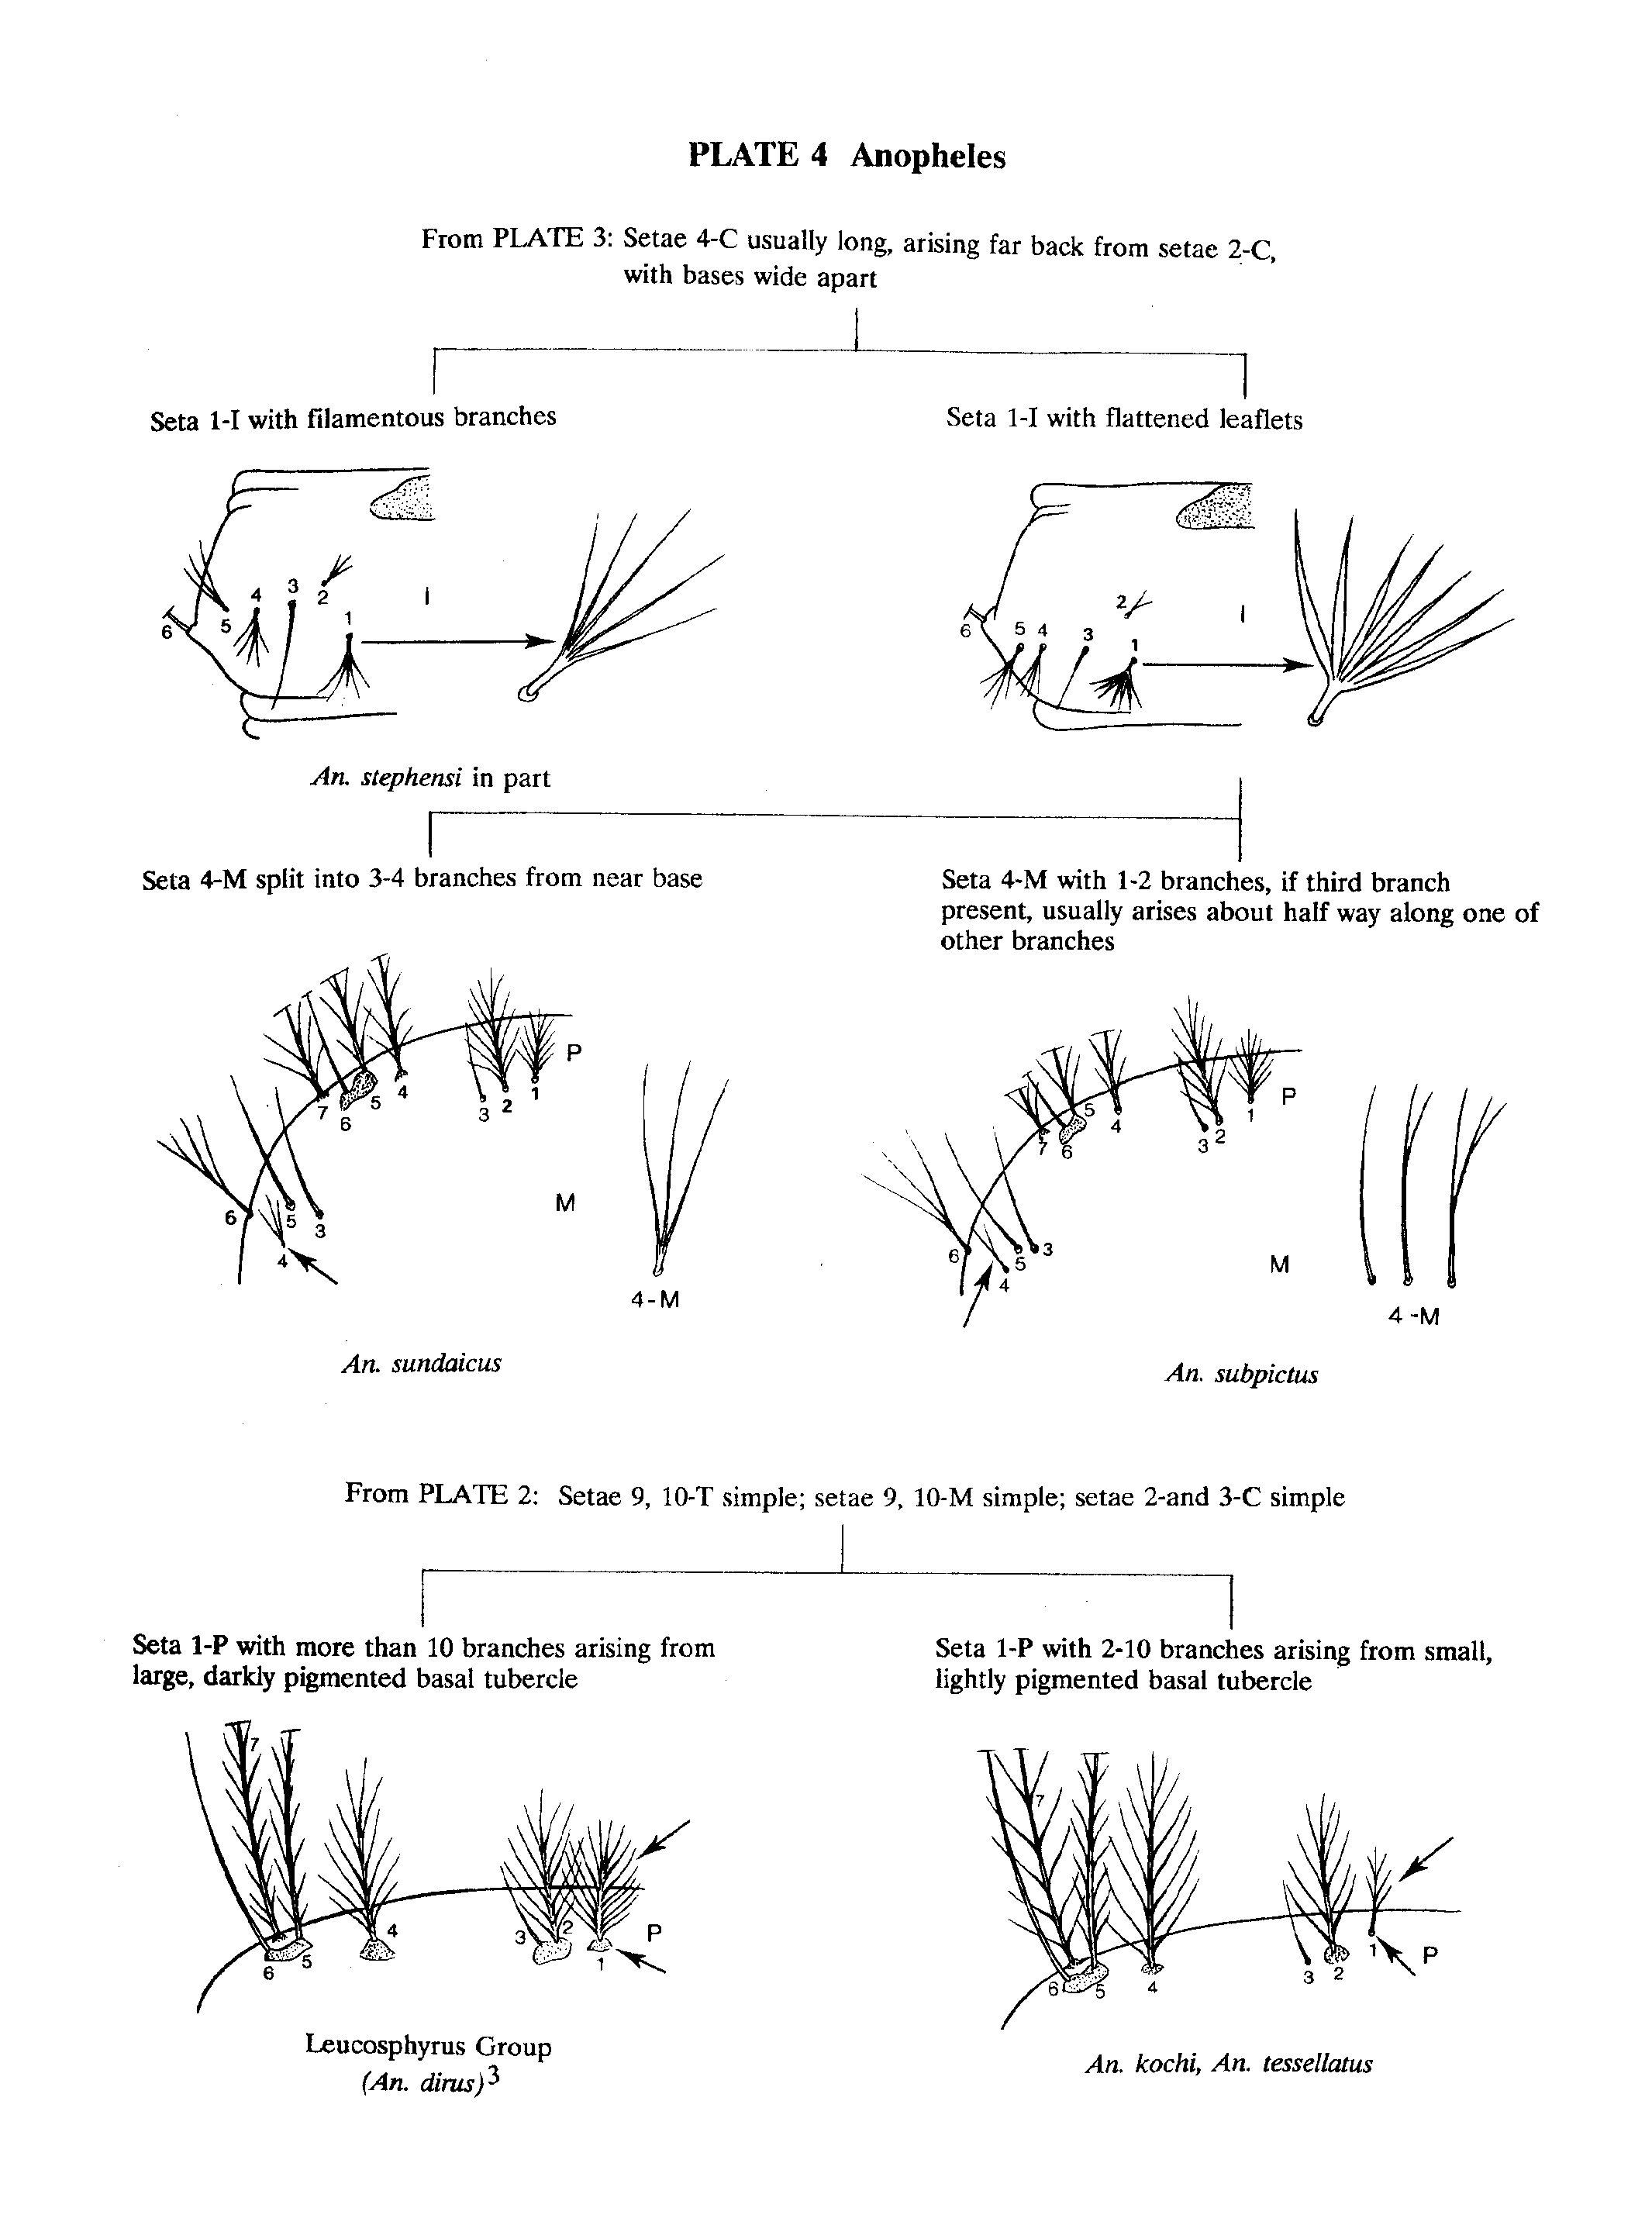 PLATE 4 Anopheles
From PLATE 3: Setae 4-C usually long, arising far back from setae 2-C,
with bases wide apart
Seta 1-I with filamentous branches
Seta 1-I with flattened leaflets
6
5
4
3
2
1
I
6
5
4
3
2
1
I
An. stephensi in part
Seta 4-M split into 3-4 branches from near base
Seta 4-M with 1-2 branches, if third branch
present, usually arises about half way along one of
other branches
7
6
5
4
3
2
1
P
6
5
3
4
M
4-M
7
6
5
4
3
2
1
P
6
5
3
4
M
4-M
An. sundaicus
An. subpictus
From PLATE 2: Setae 9, 10-T simple; setae 9, 10-M simple; setae 2-and 3-C simple
Seta 1-P with more than 10 branches arising from
large, darkly pigmented basal tubercle
Seta 1-P with 2-10 branches arising from small,
lightly pigmented basal tubercle
7
6
5
4
3
2
1
P
7
6
5
4
3
2
1
P
Leucosphyrus Group
(An. dirus)3
An. kochi, An. tessellatus